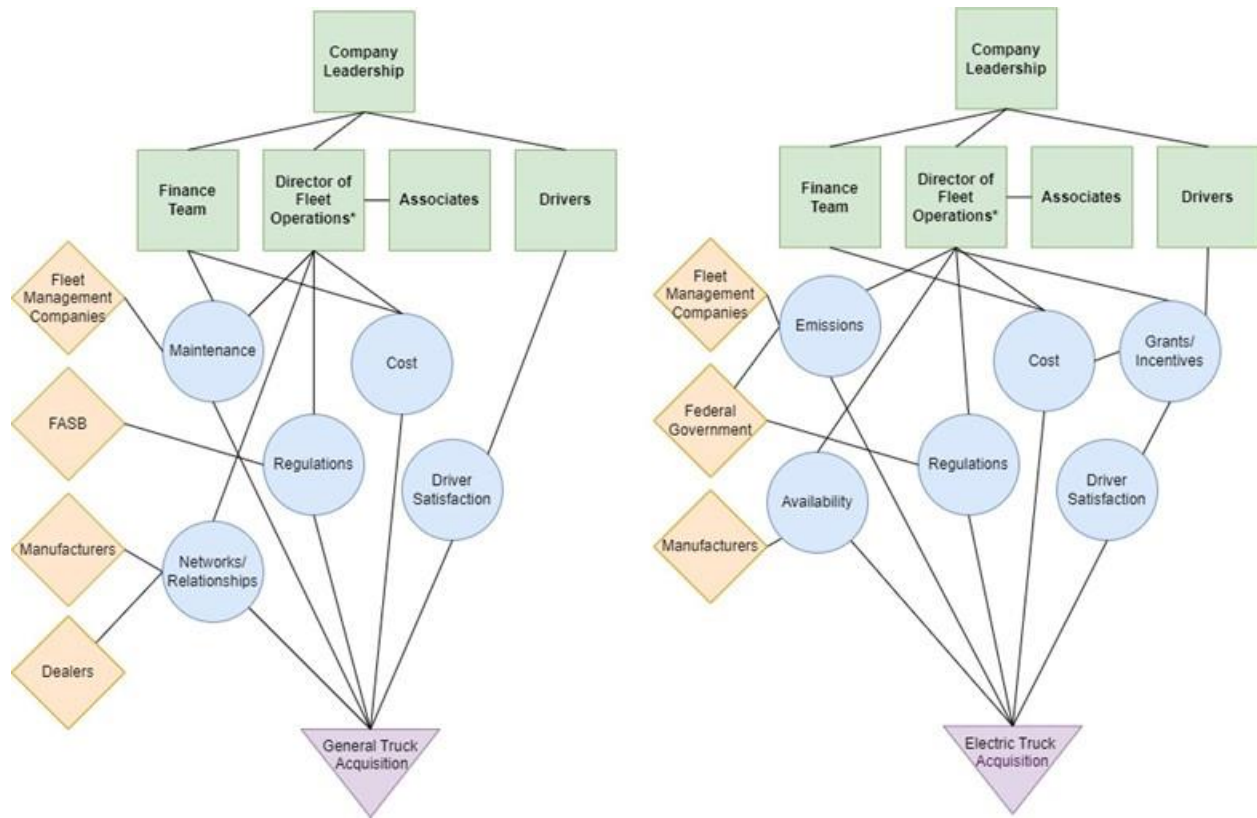 Company
Leadership
Finance
Team
Director of
Fleet
Operations*
Associates
Drivers
Fleet
Management
Companies
Maintenance
Cost
FASB
Regulations
Driver
Satisfaction
Manufacturers
Networks/
Relationships
Dealers
General Truck
Acquisition
Company
Leadership
Finance
Team
Director of
Fleet
Operations*
Associates
Drivers
Fleet
Management
Companies
Emissions
Cost
Grants/
Incentives
Federal
Government
Regulations
Driver
Satisfaction
Availability
Manufacturers
Electric Truck
Acquisition